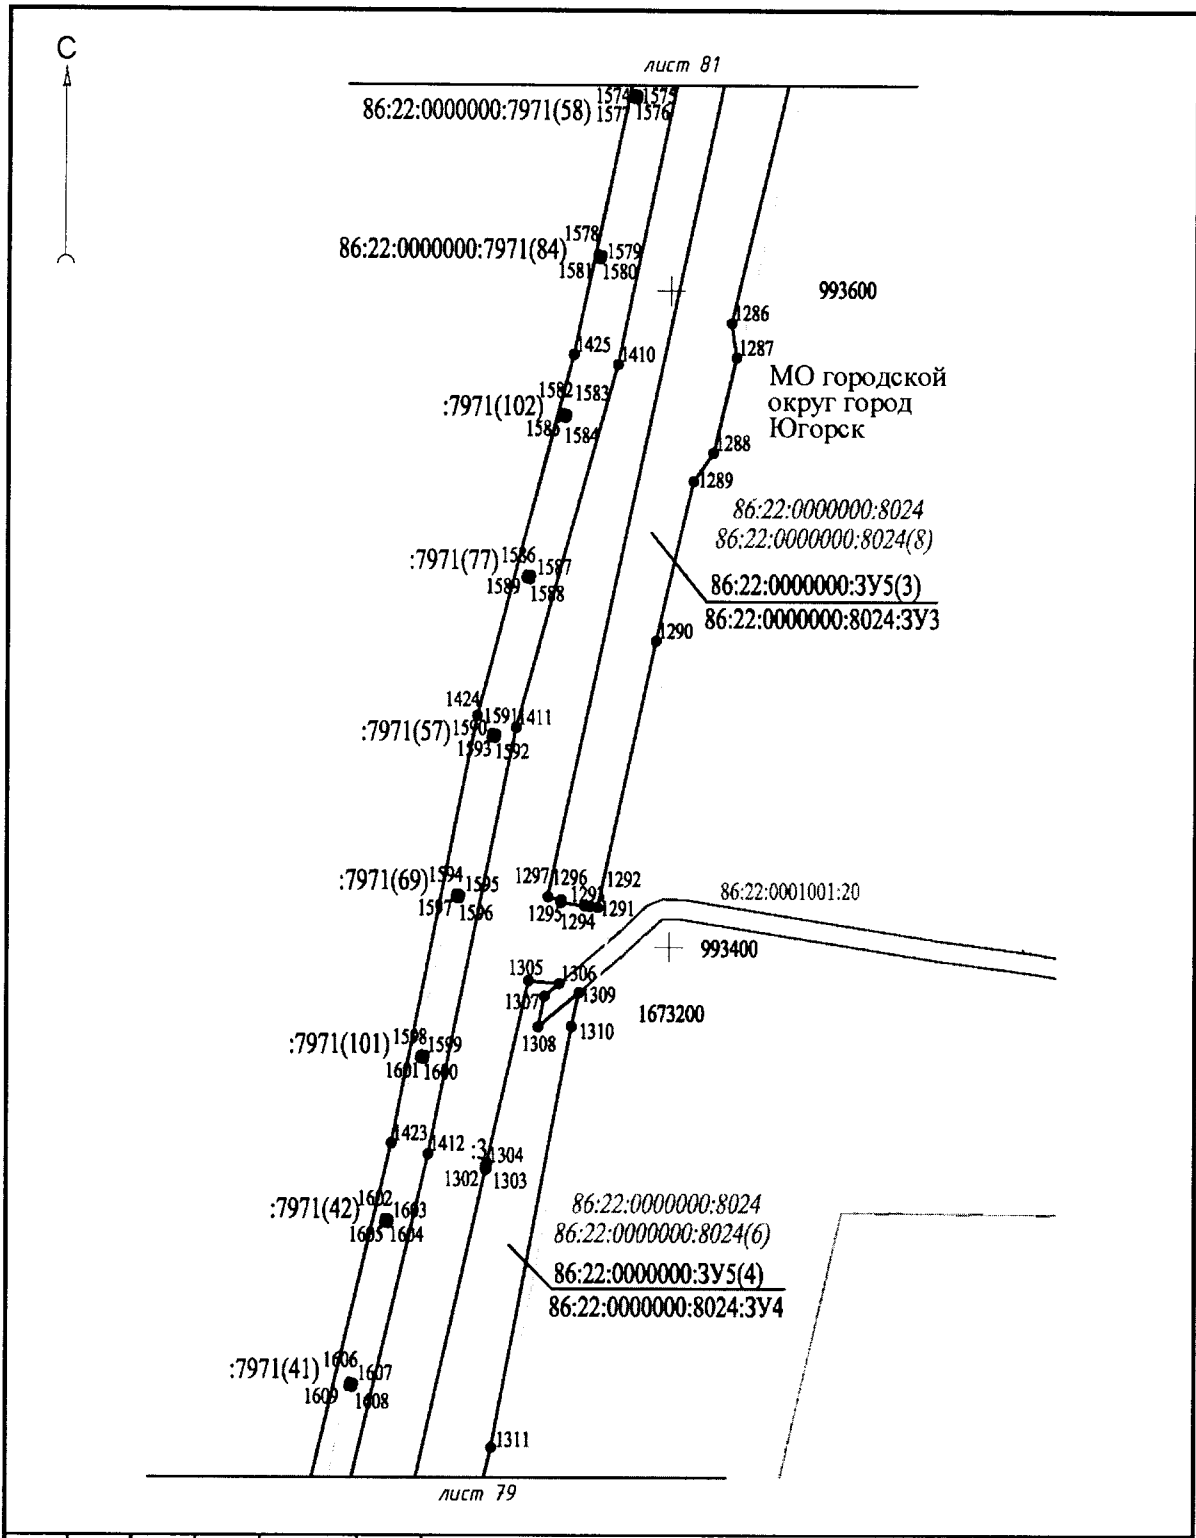 С
лист 81
1574 1575
86:22:0000000:7971(58) 1577 1576
1578
86:22:0000000:7971(84) 1579
1581 1580
993600
1286
1425
1287
1410
МО городской
округ город
Югорск
1582 1583
:7971(102)
1585 1584
1288
1289
86:22:0000000:8024
86:22:0000000:8024(8)
:7971(77) 1586 1587
1589 1588
86:22:0000000:ЗУ5(3)
86:22:0000000:8024:ЗУ3
1290
1424
1591 1411
:7971(57) 1590
1593 1592
:7971(69) 1594 1595
1597 1596
1297 1296 1293 1292
1295 1294 1291
86:22:0001001:20
993400
1305 1306
1307 1309
1673200
1308 1310
:7971(101) 1598 1599
1601 1600
1423
1412 :3 1304
1302 1303
86:22:0000000:8024
86:22:0000000:8024(6)
:7971(42) 1602 1603
1605 1604
86:22:0000000:ЗУ5(4)
86:22:0000000:8024:ЗУ4
:7971(41) 1606 1607
1609 1608
1311
лист 79